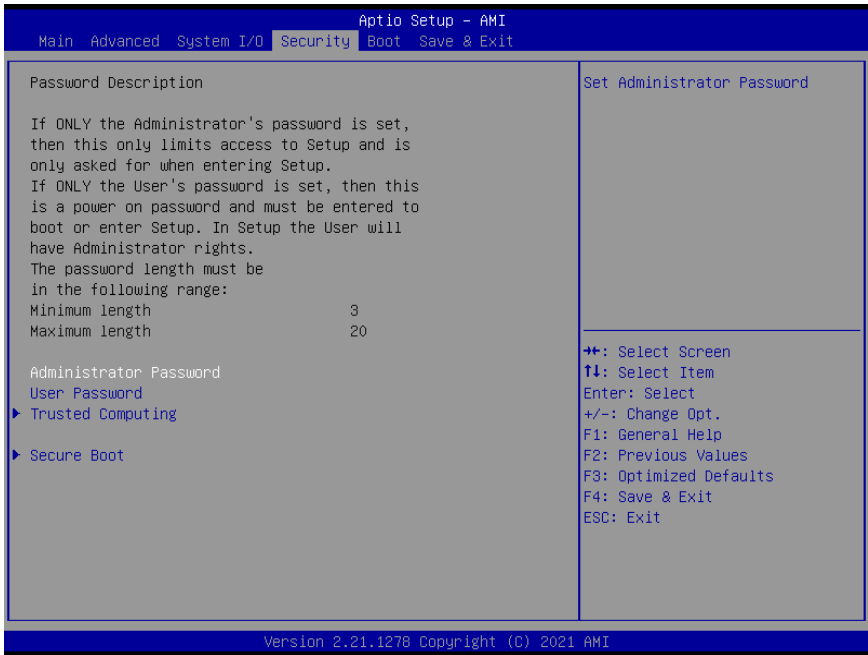 Aptio Setup – AMI
Main Advanced System I/O Security Boot Save & Exit
Password Description
If ONLY the Administrator's password is set,
then this only limits access to Setup and is
only asked for when entering Setup.
If ONLY the User's password is set, then this
is a power on password and must be entered to
boot or enter Setup. In Setup the User will
have Administrator rights.
The password length must be
in the following range:
Minimum length 3
Maximum length 20
Administrator Password
User Password
Trusted Computing
Secure Boot
Set Administrator Password
→←: Select Screen
↑↓: Select Item
Enter: Select
+/-: Change Opt.
F1: General Help
F2: Previous Values
F3: Optimized Defaults
F4: Save & Exit
ESC: Exit
Version 2.21.1278 Copyright (C) 2021 AMI